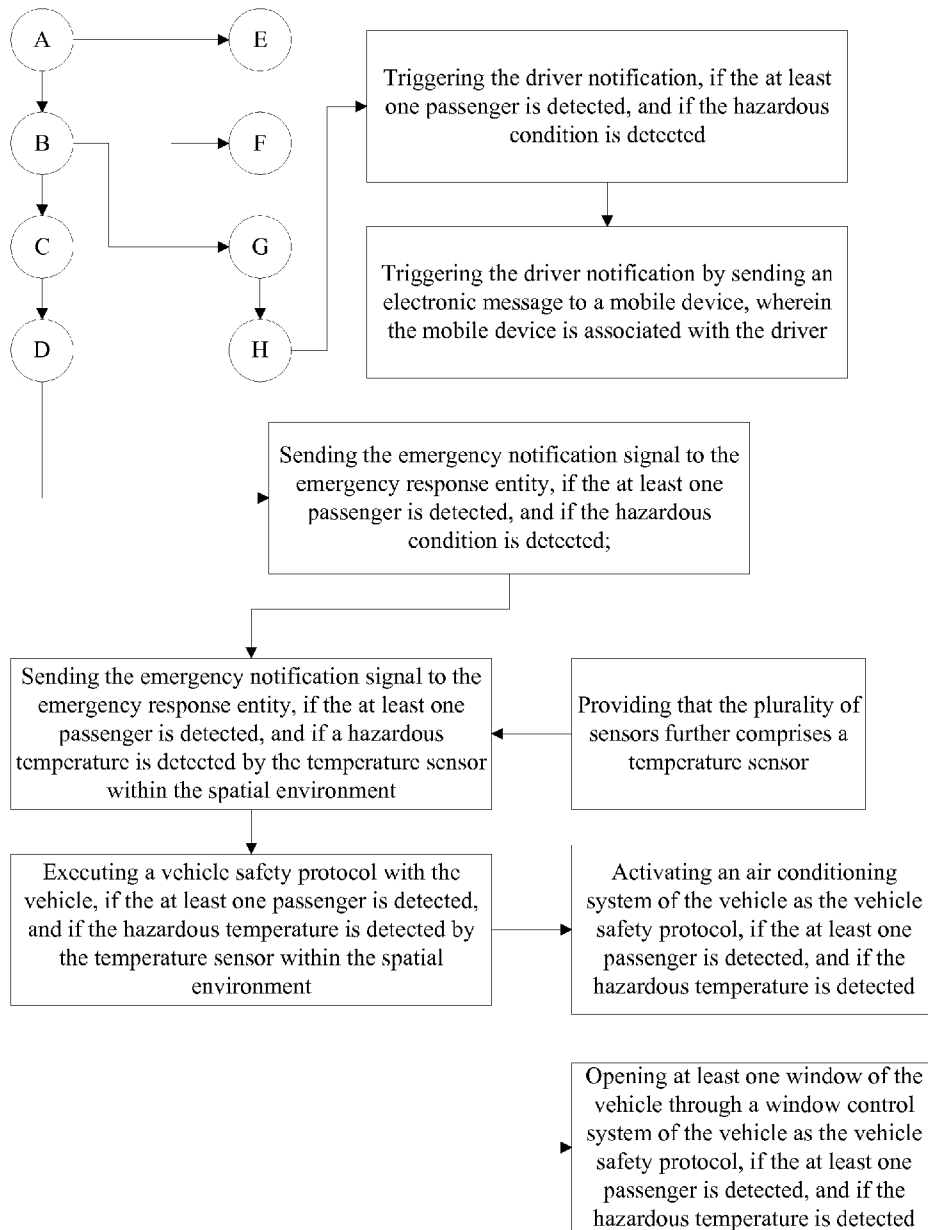 A
E
Triggering the driver notification, if the at least
one passenger is detected, and if the hazardous
condition is detected
B
F
C
G
Triggering the driver notification by sending an
electronic message to a mobile device, wherein
the mobile device is associated with the driver
D
H
Sending the emergency notification signal to the
emergency response entity, if the at least one
passenger is detected, and if the hazardous
condition is detected;
Sending the emergency notification signal to the
emergency response entity, if the at least one
passenger is detected, and if a hazardous
temperature is detected by the temperature sensor
within the spatial environment
Providing that the plurality of
sensors further comprises a
temperature sensor
Executing a vehicle safety protocol with the
vehicle, if the at least one passenger is detected,
and if the hazardous temperature is detected by
the temperature sensor within the spatial
environment
Activating an air conditioning
system of the vehicle as the vehicle
safety protocol, if the at least one
passenger is detected, and if the
hazardous temperature is detected
Opening at least one window of the
vehicle through a window control
system of the vehicle as the vehicle
safety protocol, if the at least one
passenger is detected, and if the
hazardous temperature is detected